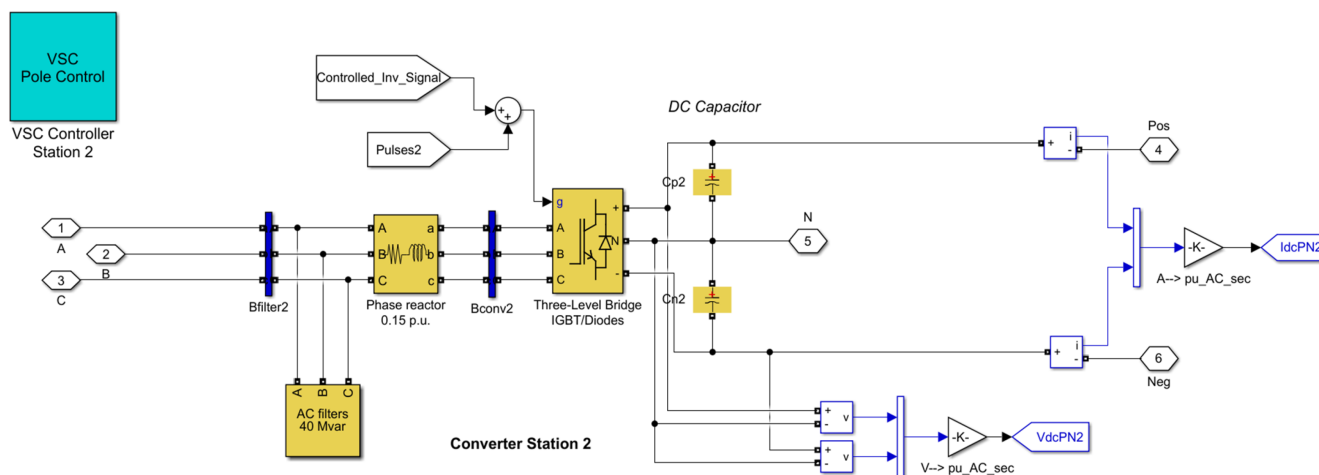 VSC
Pole Control
VSC Controller
Station 2
Controlled_Inv_Signal
Pulses2
+
+
DC Capacitor
Cp2
Cn2
g
A
B
C
+
N
-
Three-Level Bridge
IGBT/Diodes
1
A
2
B
3
C
Bfilter2
A
B
C
a
b
c
Phase reactor
0.15 p.u.
Bconv2
A
B
C
AC filters
40 Mvar
Converter Station 2
N
5
+
i
-
Pos
4
+
i
-
6
Neg
-K-
A--> pu_AC_sec
IdcPN2
+
-
v
+
-
v
-K-
V--> pu_AC_sec
VdcPN2